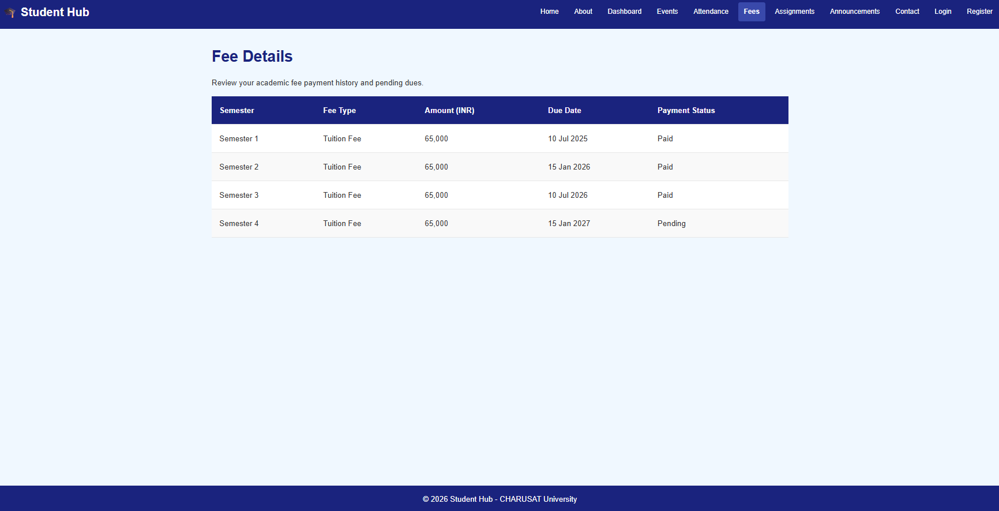 Student Hub
Home About Dashboard Events Attendance Fees Assignments Announcements Contact Login Register
Fee Details
Review your academic fee payment history and pending dues.
Semester Fee Type Amount (INR) Due Date Payment Status
Semester 1 Tuition Fee 65,000 10 Jul 2025 Paid
Semester 2 Tuition Fee 65,000 15 Jan 2026 Paid
Semester 3 Tuition Fee 65,000 10 Jul 2026 Paid
Semester 4 Tuition Fee 65,000 15 Jan 2027 Pending
© 2026 Student Hub - CHARUSAT University